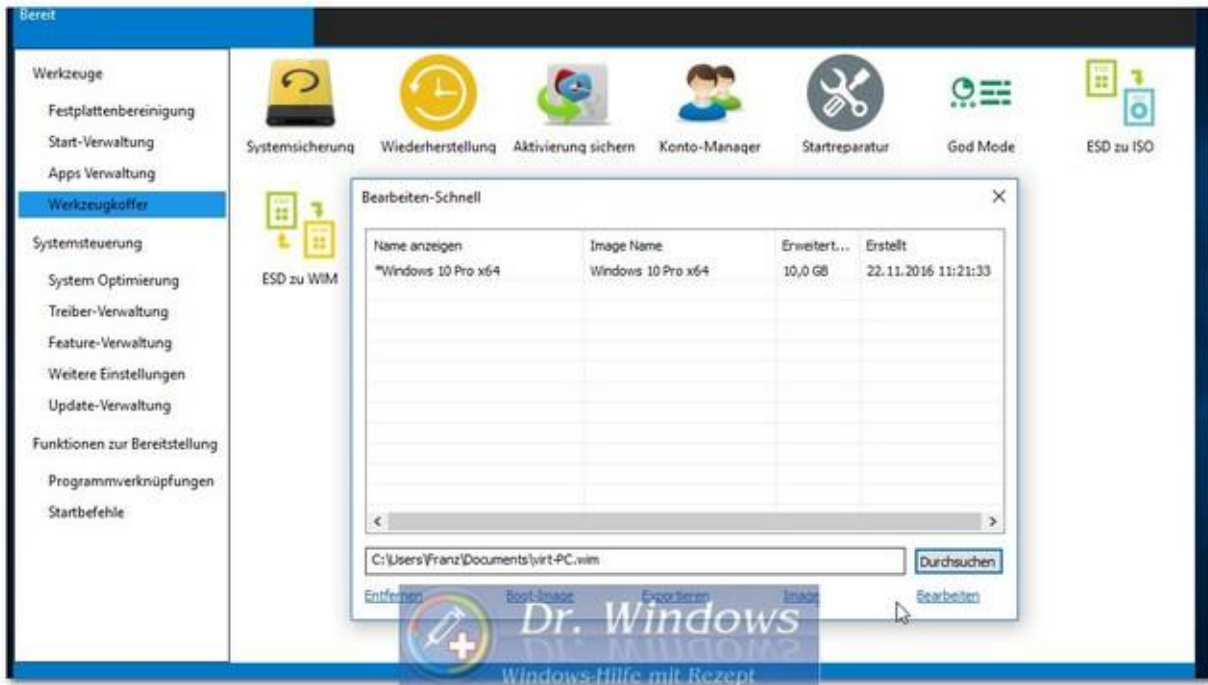 Bereit
Werkzeuge
Festplattenbereinigung
Start-Verwaltung
Apps Verwaltung
Werkzeugkoffer
Systemsteuerung
System Optimierung
Treiber-Verwaltung
Feature-Verwaltung
Weitere Einstellungen
Update-Verwaltung
Funktionen zur Bereitstellung
Programmverknüpfungen
Startbefehle
Systemsicherung Wiederherstellung Aktivierung sichern Konto-Manager Startreparatur God Mode ESD zu ISO
ESD zu WIM
Bearbeiten-Schnell
Name anzeigen Image Name Erweitert... Erstellt
*Windows 10 Pro x64 Windows 10 Pro x64 10,0 GB 22.11.2016 11:21:33
C:\Users\Franz\Documents\virt-PC.wim Durchsuchen
Entfernen Boot-Image Exportieren Image Bearbeiten
Dr. Windows
Windows-Hilfe mit Rezept